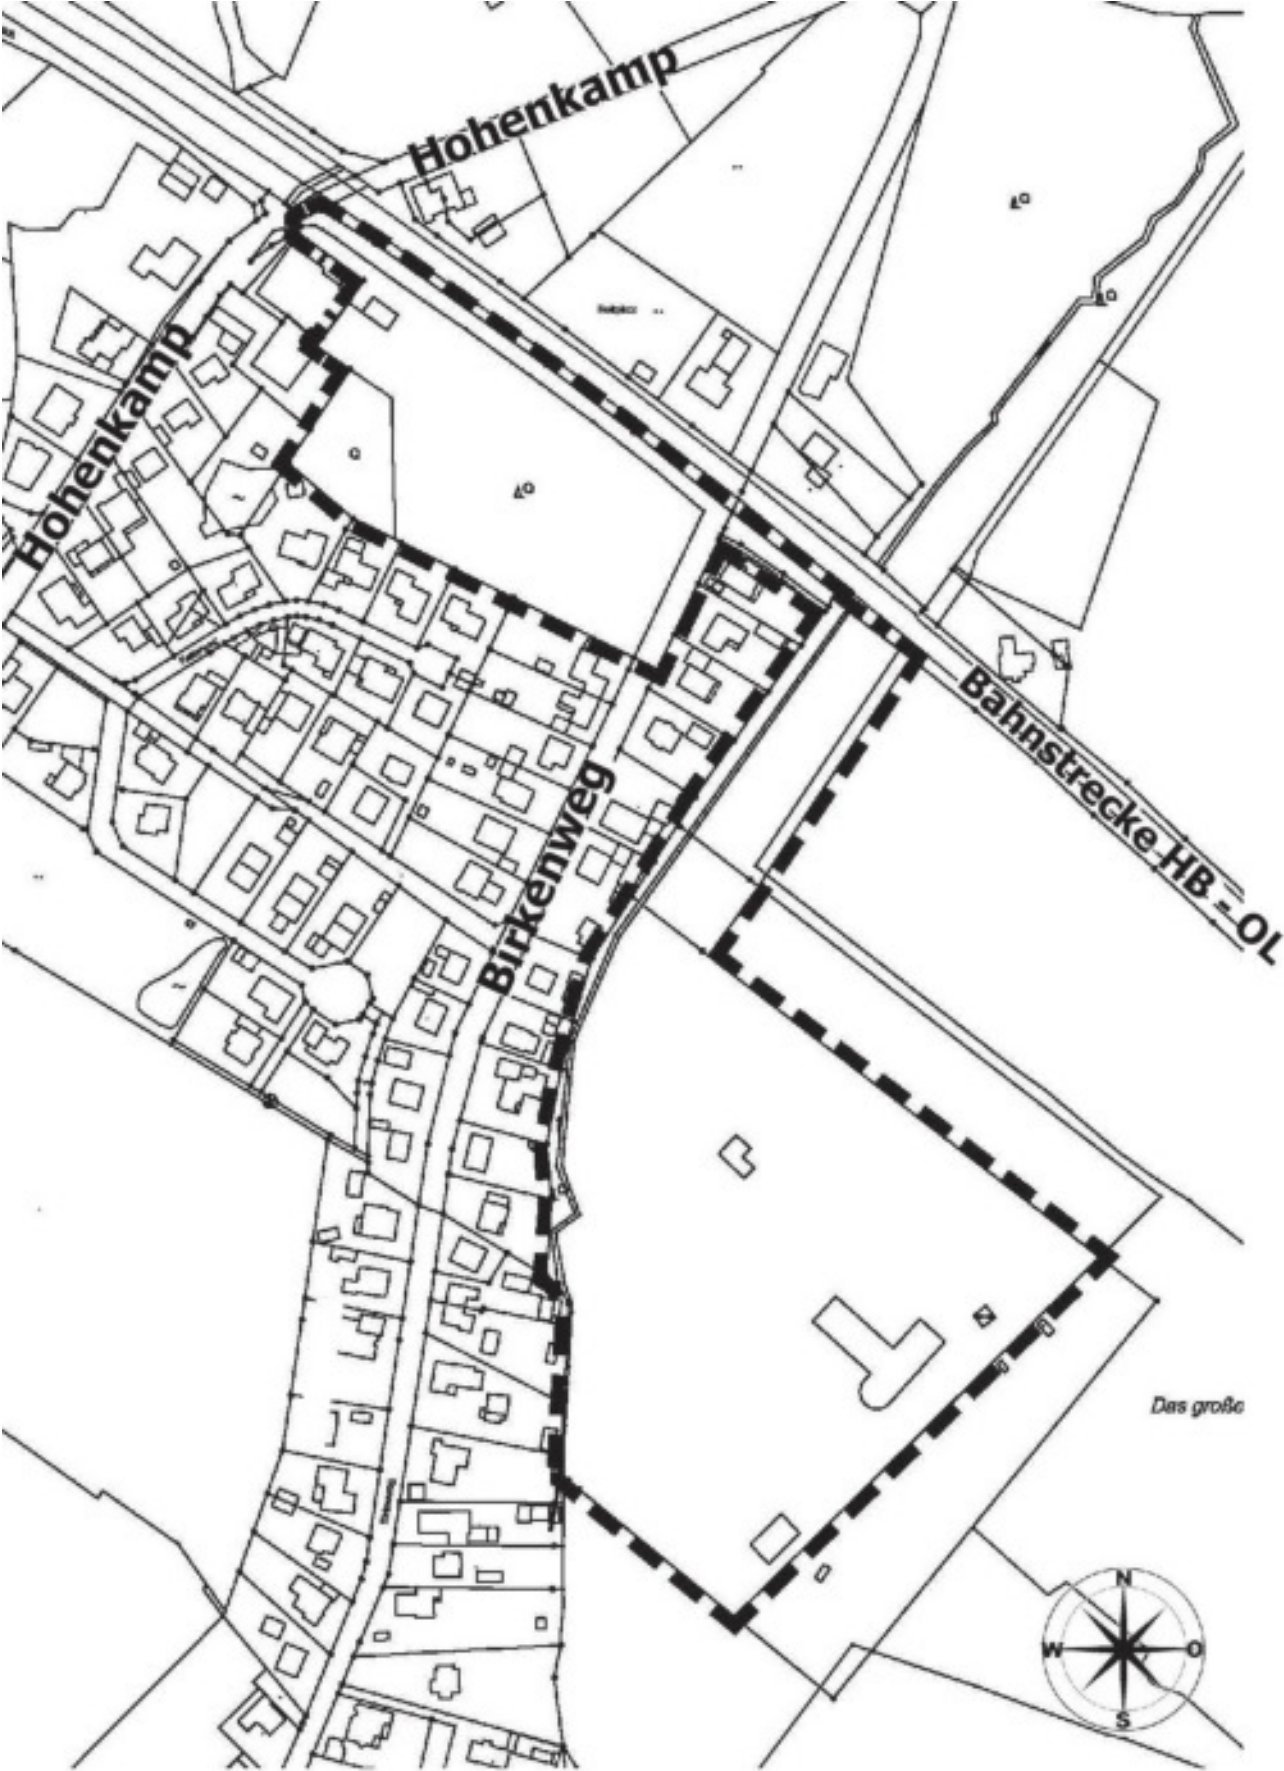 Hohenkamp
Hohenkamp
Bahnstrecke HB - OL
Birkenweg
Das große
N
W
O
S